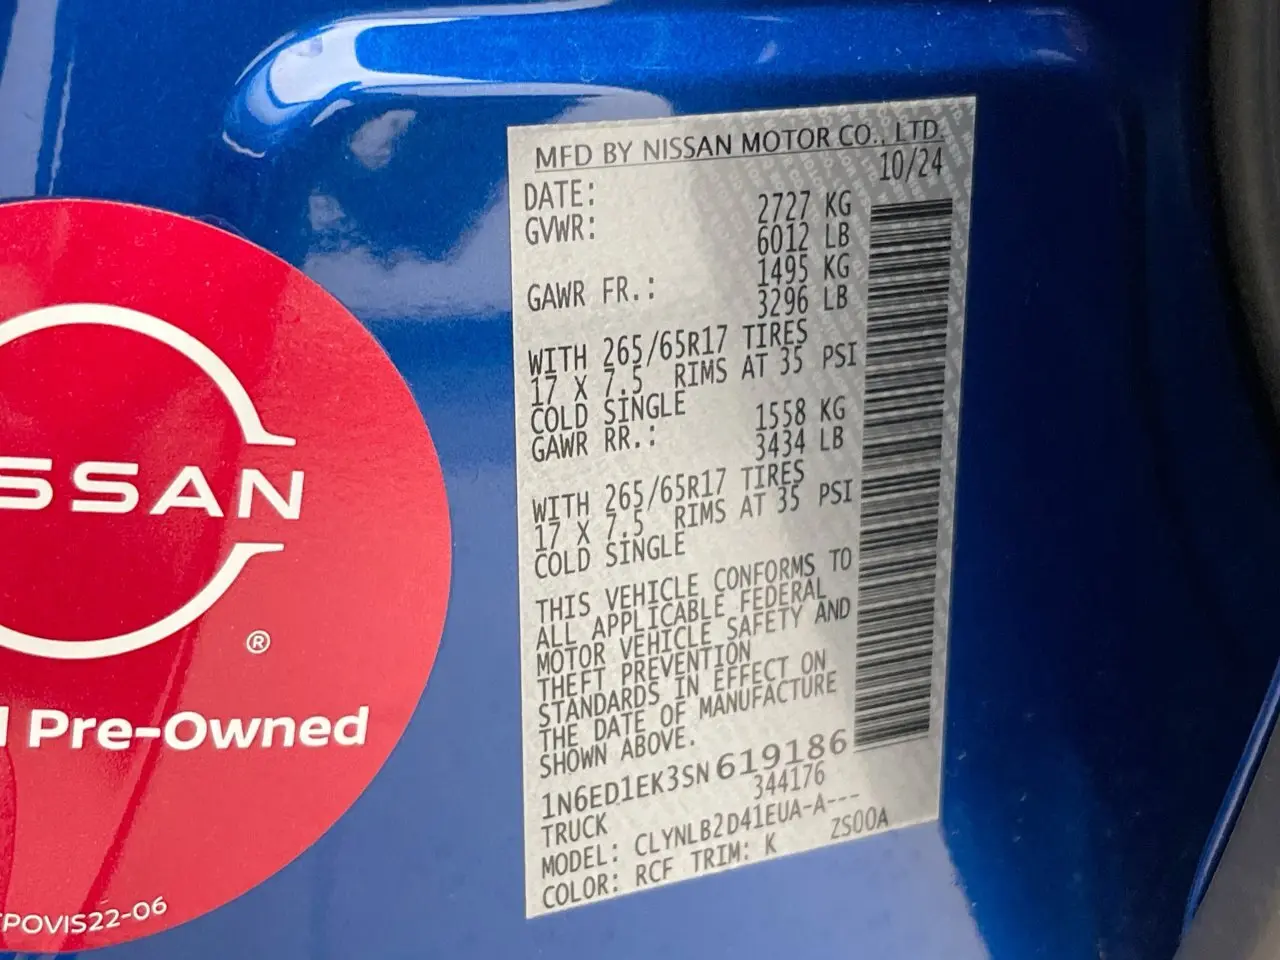 MFD BY NISSAN MOTOR CO., LTD.
DATE: 10/24
GVWR: 2727 KG
6012 LB
GAWR FR.: 1495 KG
3296 LB
WITH 265/65R17 TIRES
17 X 7.5 RIMS AT 35 PSI
COLD SINGLE
GAWR RR.: 1558 KG
3434 LB
WITH 265/65R17 TIRES
17 X 7.5 RIMS AT 35 PSI
COLD SINGLE
THIS VEHICLE CONFORMS TO
ALL APPLICABLE FEDERAL
MOTOR VEHICLE SAFETY AND
THEFT PREVENTION
STANDARDS IN EFFECT ON
THE DATE OF MANUFACTURE
SHOWN ABOVE.
1N6ED1EK3SN619186
TRUCK 344176
MODEL: CLYNLB2D41EUA-A---
COLOR: RCF TRIM: K ZS00A
SSAN
®
Pre-Owned
POVIS22-06